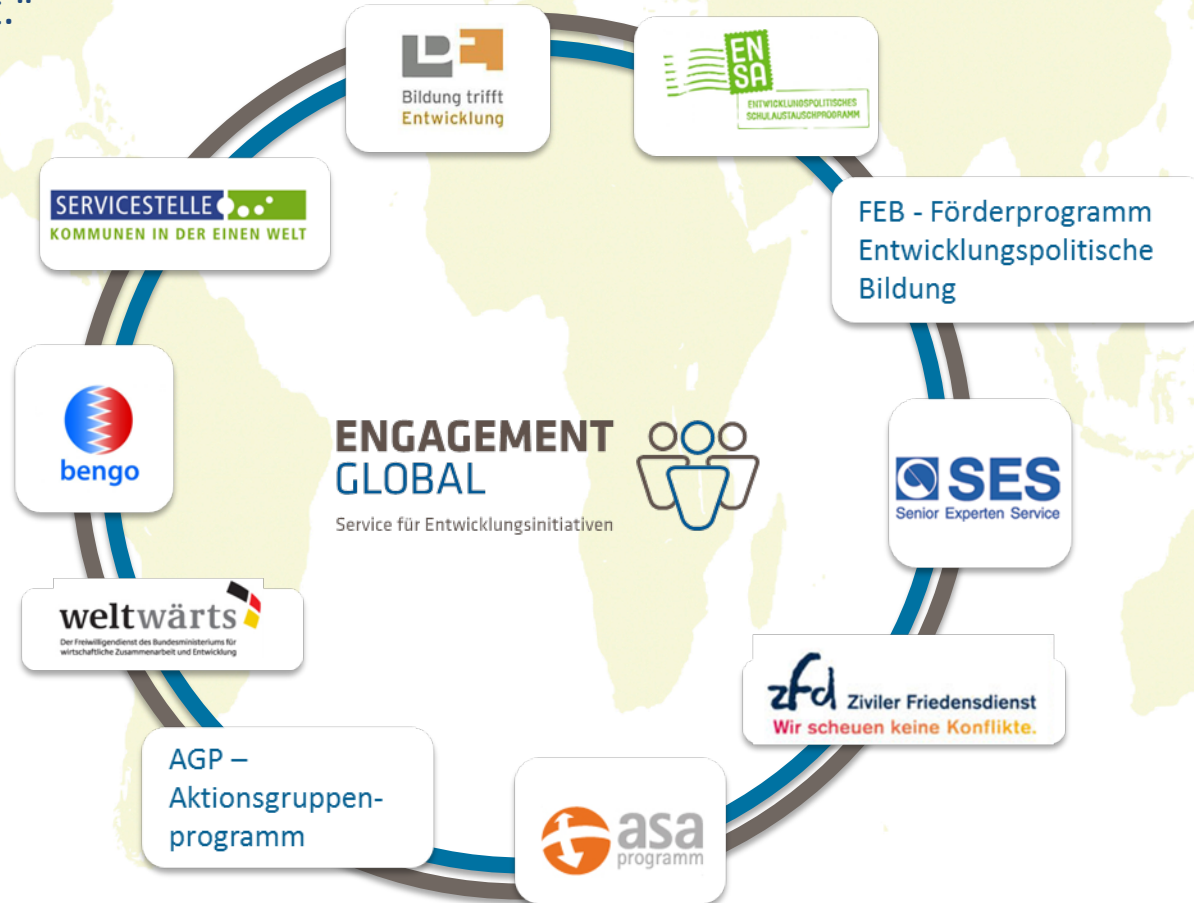 ."
Bildung trifft
Entwicklung
EN
SA
ENTWICKLUNGSPOLITISCHES
SCHULAUSTAUSCHPROGRAMM
FEB - Förderprogramm
Entwicklungspolitische
Bildung
SERVICESTELLE
KOMMUNEN IN DER EINEN WELT
bengo
ENGAGEMENT
GLOBAL
Service für Entwicklungsinitiativen
SES
Senior Experten Service
weltwärts
Der Freiwilligendienst des Bundesministeriums für
wirtschaftliche Zusammenarbeit und Entwicklung
zfd Ziviler Friedensdienst
Wir scheuen keine Konflikte.
AGP –
Aktionsgruppen-
programm
asa
programm